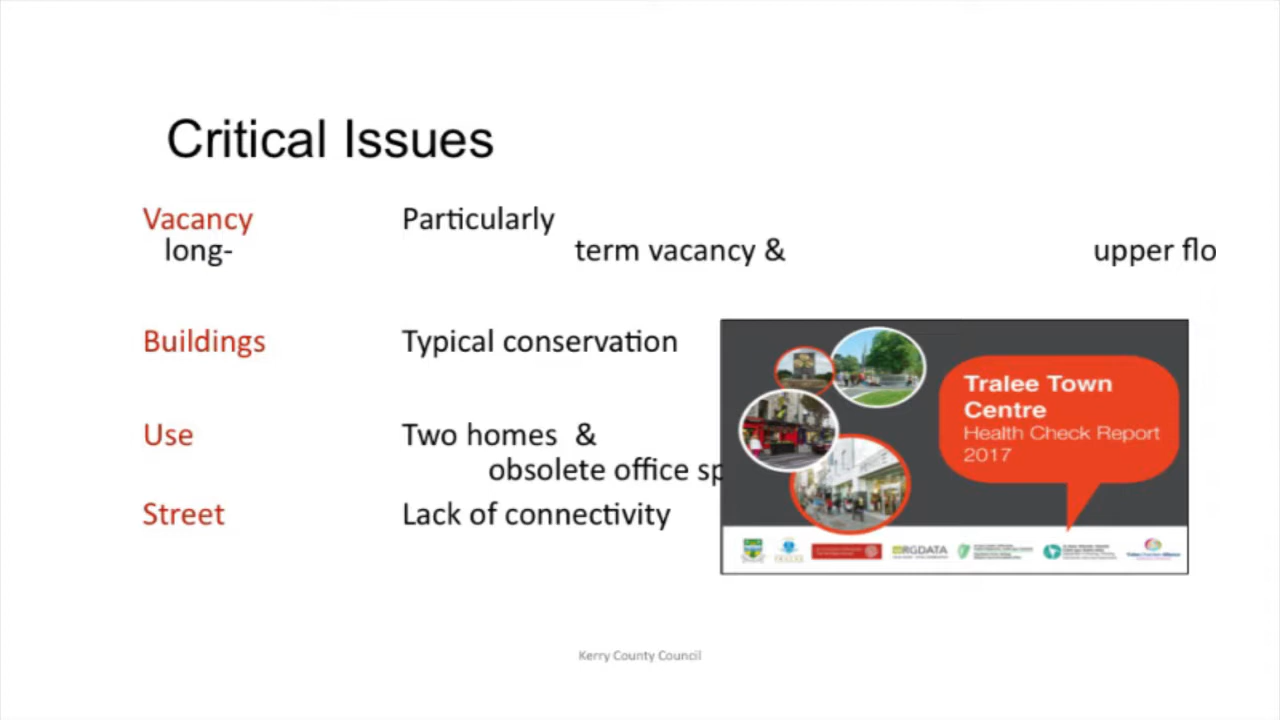 Critical Issues
Vacancy Particularly
long- term vacancy & upper flo
Buildings Typical conservation
Use Two homes &
obsolete office sp
Street Lack of connectivity
Tralee Town
Centre
Health Check Report
2017
RGDATA
Kerry County Council